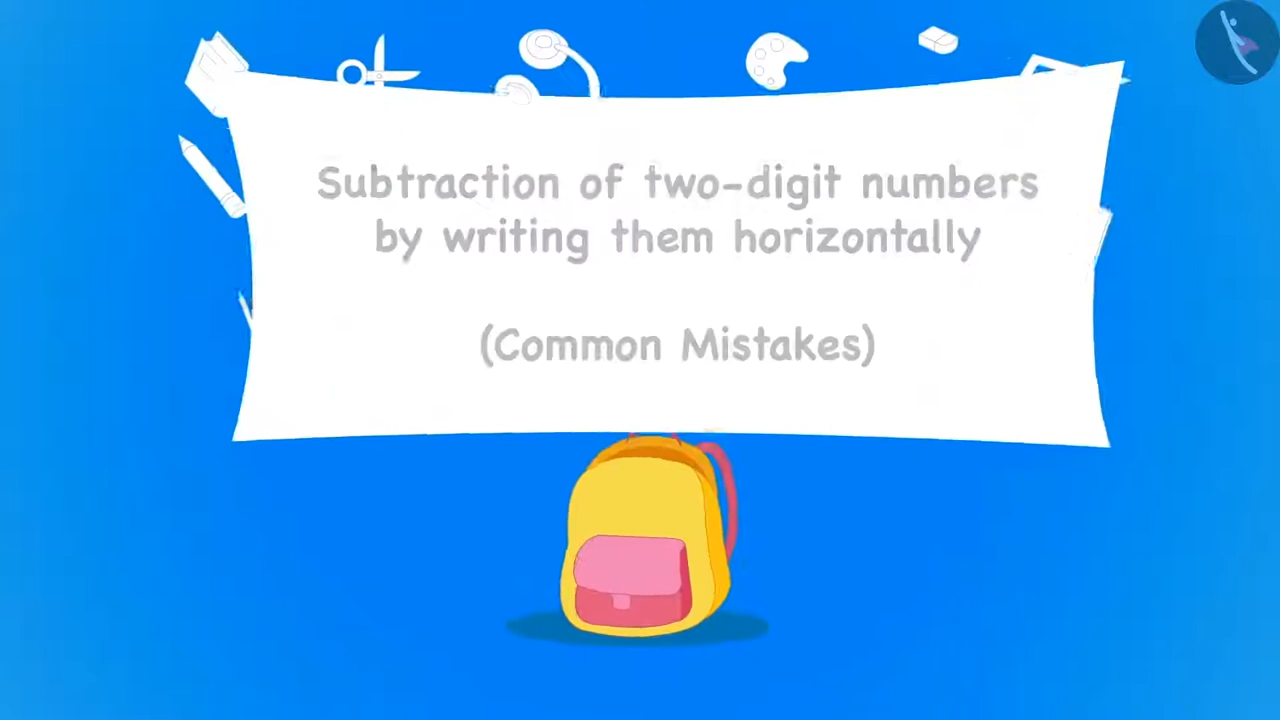 Subtraction of two-digit numbers
by writing them horizontally
(Common Mistakes)